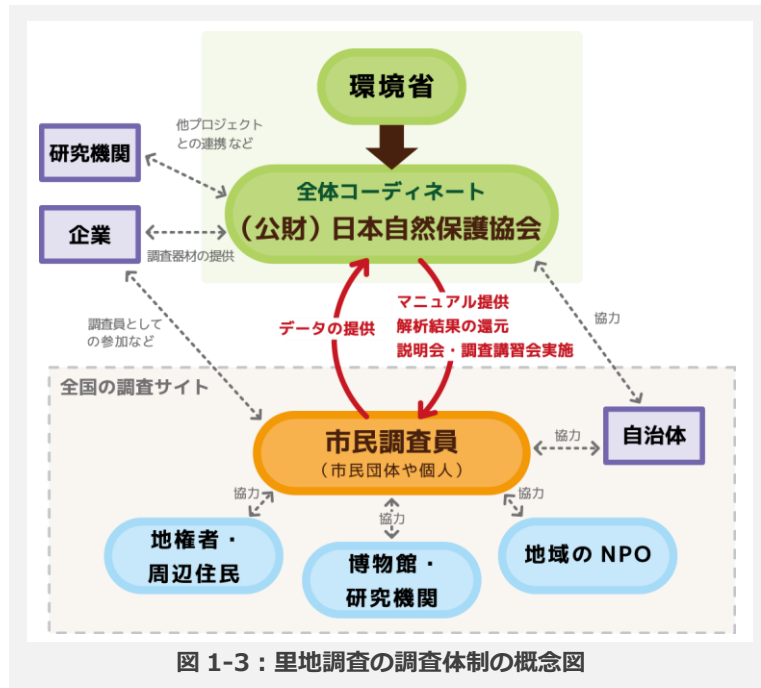 環境省
他プロジェクト
との連携など
研究機関
全体コーディネート
（公財）日本自然保護協会
企業
調査器材の提供
マニュアル提供
解析結果の還元
説明会・調査講習会実施
データの提供
調査員として
の参加など
協力
全国の調査サイト
市民調査員
（市民団体や個人）
協力
自治体
協力
協力
協力
地権者・
周辺住民
博物館・
研究機関
地域の NPO
図 1-3：里地調査の調査体制の概念図